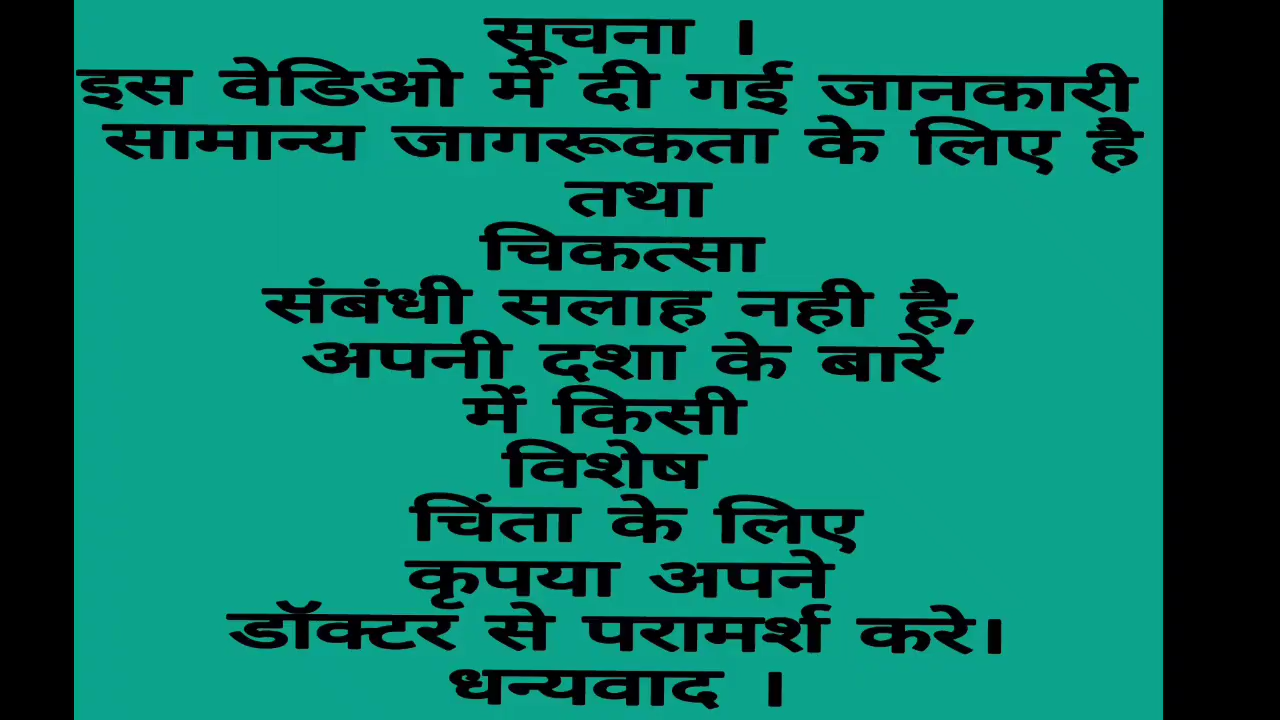 सूचना ।
इस वेडिओ में दी गई जानकारी
सामान्य जागरूकता के लिए है
तथा
चिकत्सा
संबंधी सलाह नही है,
अपनी दशा के बारे
में किसी
विशेष
चिंता के लिए
कृपया अपने
डॉक्टर से परामर्श करे।
धन्यवाद ।